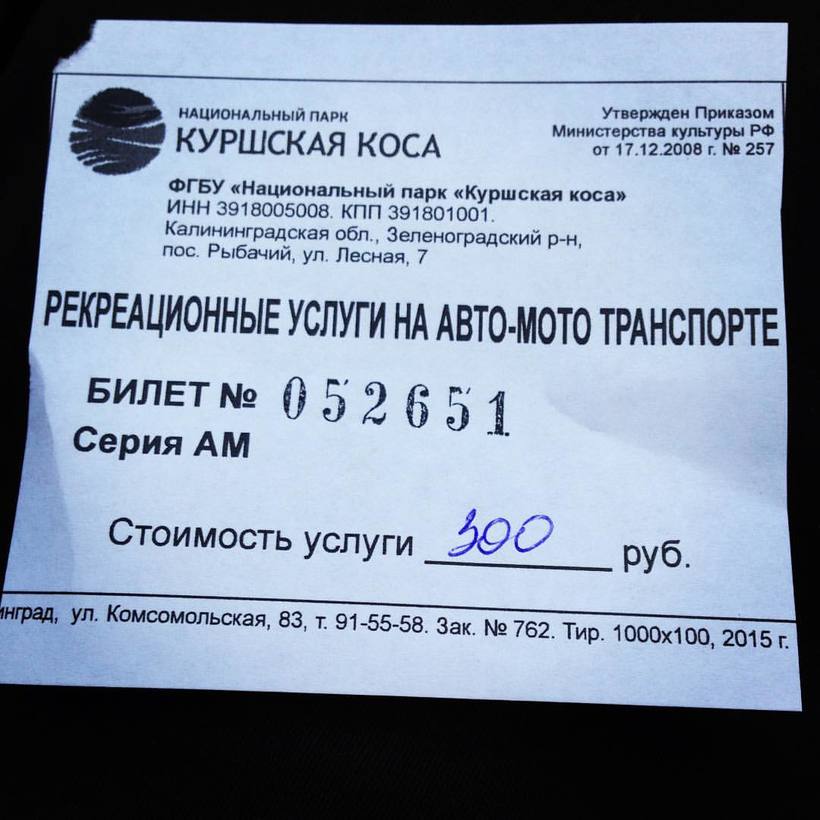 НАЦИОНАЛЬНЫЙ ПАРК
КУРШСКАЯ КОСА
Утвержден Приказом
Министерства культуры РФ
от 17.12.2008 г. № 257
ФГБУ «Национальный парк «Куршская коса»
ИНН 3918005008. КПП 391801001.
Калининградская обл., Зеленоградский р-н,
пос. Рыбачий, ул. Лесная, 7
РЕКРЕАЦИОННЫЕ УСЛУГИ НА АВТО-МОТО ТРАНСПОРТЕ
БИЛЕТ № 052651
Серия АМ
Стоимость услуги 300 руб.
инград, ул. Комсомольская, 83, т. 91-55-58. Зак. № 762. Тир. 1000х100, 2015 г.